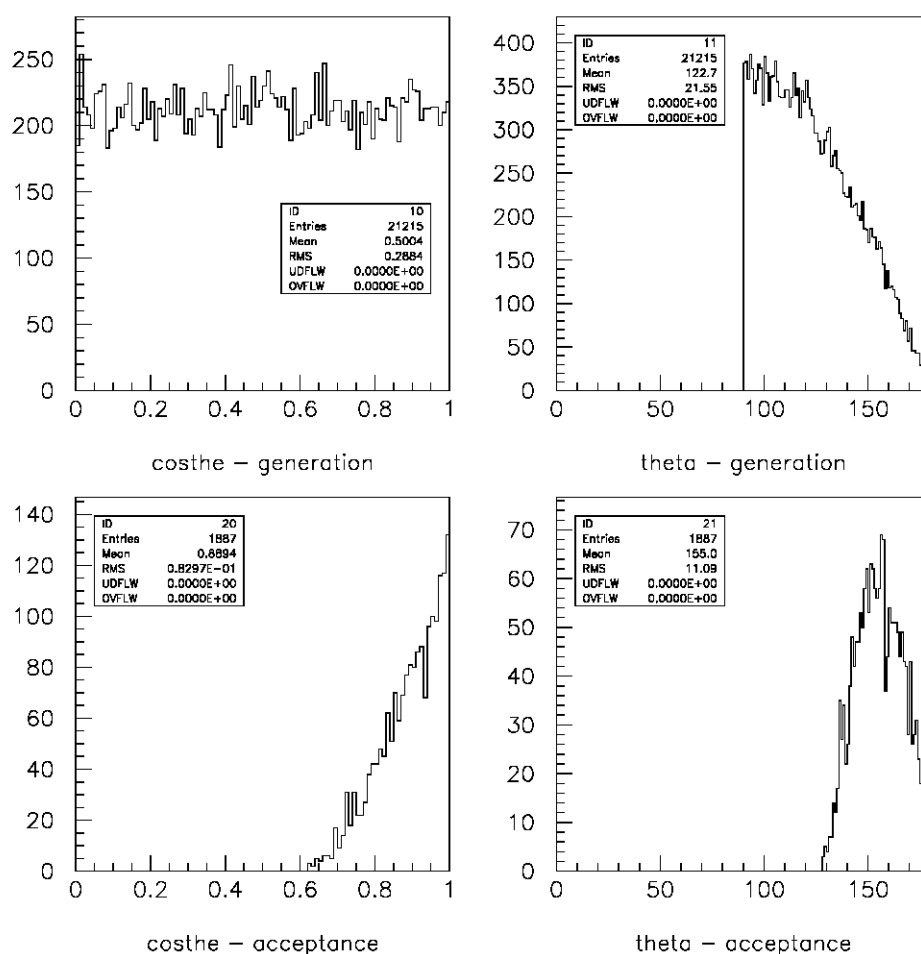 250
200
150
100
50
0
ID 10
Entries 21215
Mean 0.5004
RMS 0.2884
UDFLW 0.0000E+00
OVFLW 0.0000E+00
0 0.2 0.4 0.6 0.8 1
costhe – generation
400
350
300
250
200
150
100
50
0
ID 11
Entries 21215
Mean 122.7
RMS 21.55
UDFLW 0.0000E+00
OVFLW 0.0000E+00
0 50 100 150
theta – generation
140
120
100
80
60
40
20
0
ID 20
Entries 1887
Mean 0.8894
RMS 0.8297E-01
UDFLW 0.0000E+00
OVFLW 0.0000E+00
0 0.2 0.4 0.6 0.8 1
costhe – acceptance
70
60
50
40
30
20
10
0
ID 21
Entries 1887
Mean 155.0
RMS 11.09
UDFLW 0.0000E+00
OVFLW 0.0000E+00
0 50 100 150
theta – acceptance